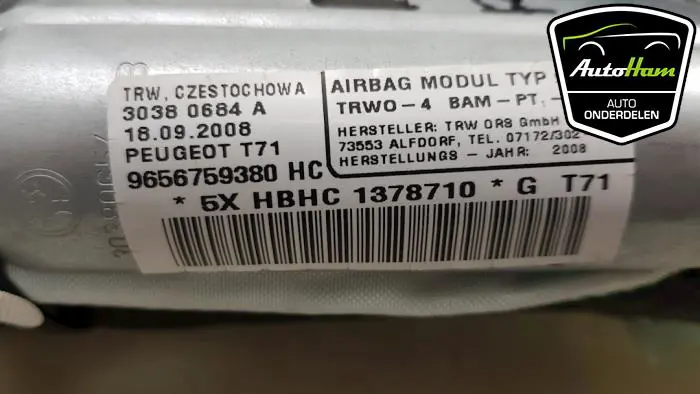 TRW, CZESTOCHOWA
3038 0684 A
18.09.2008
PEUGEOT T71
9656759380 HC
AIRBAG MODUL TYP
TRWO-4 BAM-PT.-
HERSTELLER: TRW ORS GmbH
73553 ALFDORF, TEL. 07172/302
HERSTELLUNGS - JAHR: 2008
* 5X HBHC 1378710 * G T71
AutoHam
AUTO
ONDERDELEN